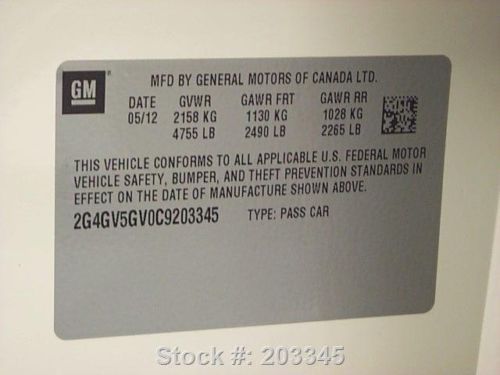 GM
MFD BY GENERAL MOTORS OF CANADA LTD.
DATE GVWR GAWR FRT GAWR RR
05/12 2158 KG 1130 KG 1028 KG
4755 LB 2490 LB 2265 LB
THIS VEHICLE CONFORMS TO ALL APPLICABLE U.S. FEDERAL MOTOR
VEHICLE SAFETY, BUMPER, AND THEFT PREVENTION STANDARDS IN
EFFECT ON THE DATE OF MANUFACTURE SHOWN ABOVE.
2G4GV5GV0C9203345 TYPE: PASS CAR
Stock #: 203345